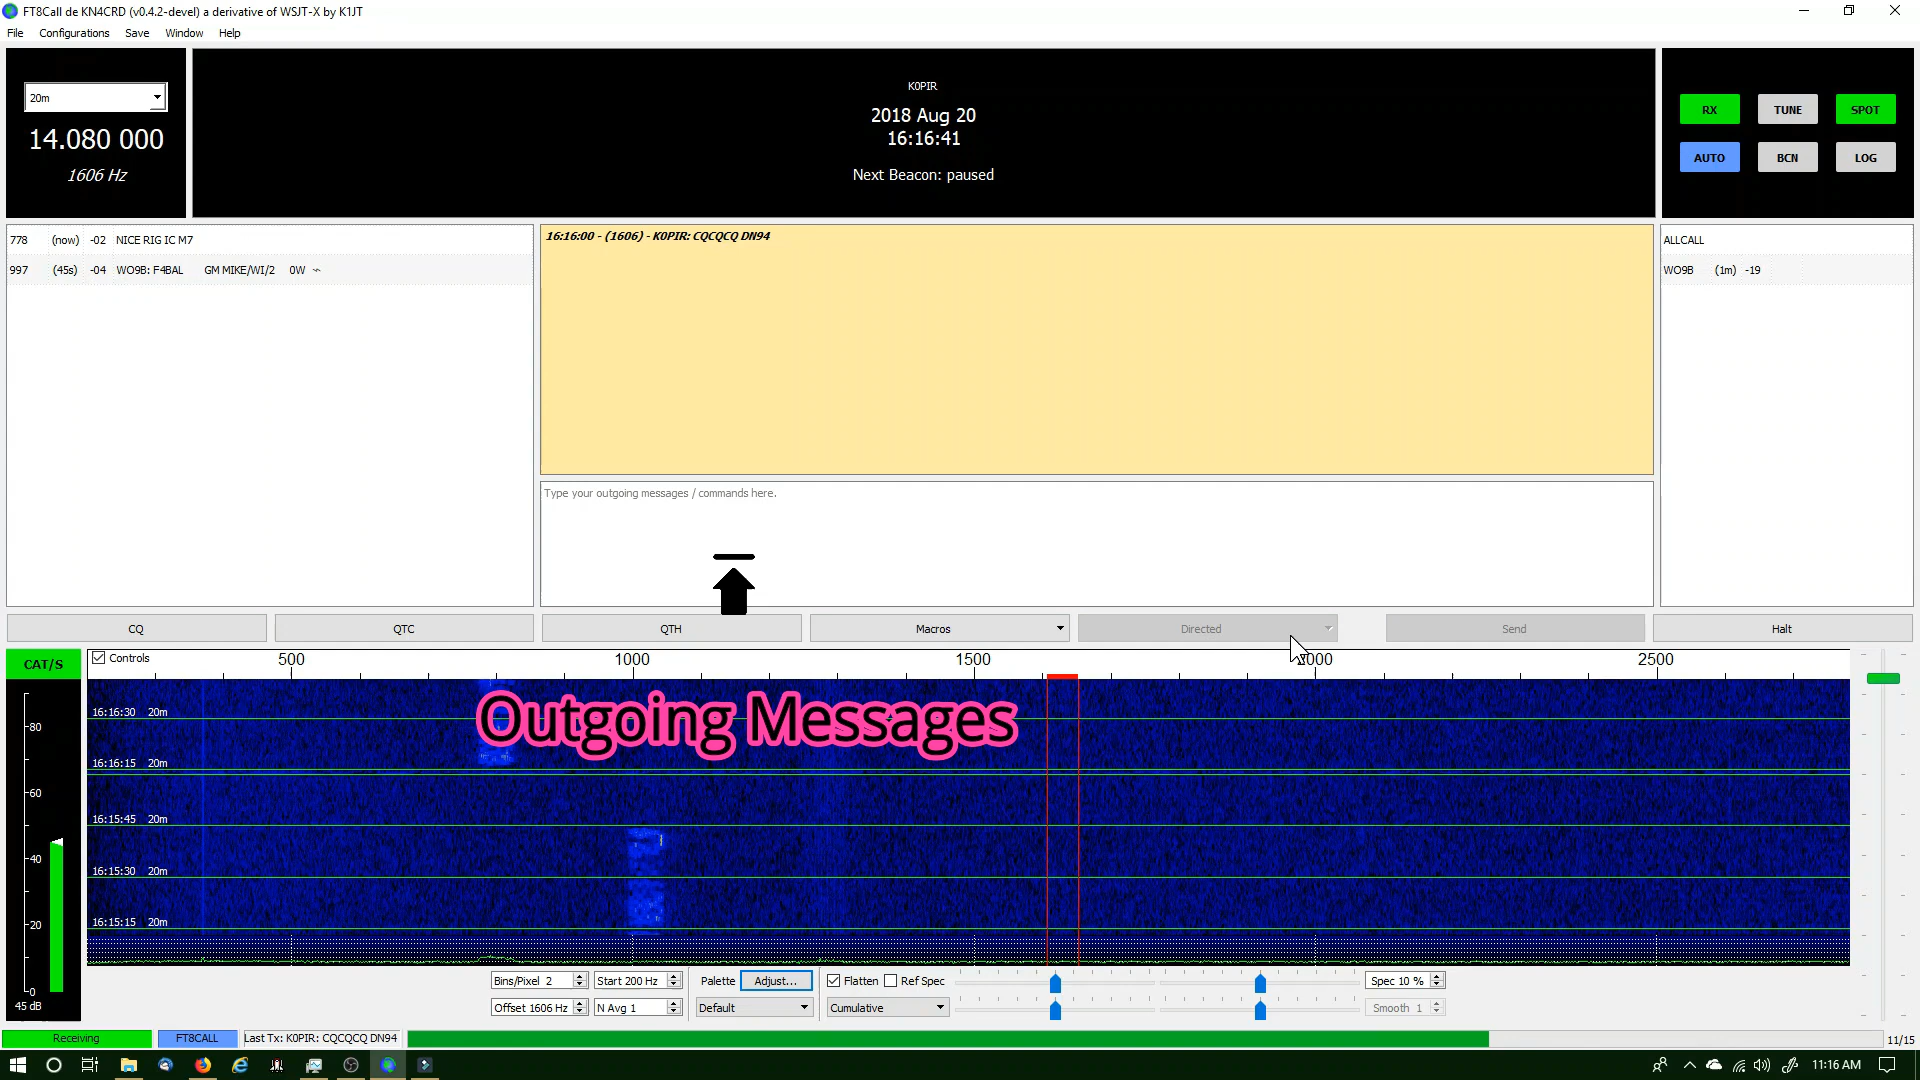 FT8Call de KN4CRD (v0.4.2-devel) a derivative of WSJT-X by K1JT
File Configurations Save Window Help
20m
14.080 000
1606 Hz
K0PIR
2018 Aug 20
16:16:41
Next Beacon: paused
RX TUNE SPOT
AUTO BCN LOG
778 (now) -02 NICE RIG IC M7
997 (45s) -04 WO9B: F4BAL GM MIKE/WI/2 0W
16:16:00 - (1606) - K0PIR: CQCQCQ DN94
Type your outgoing messages / commands here.
ALLCALL
WO9B (1m) -19
CQ QTC QTH Macros Directed Send Halt
CAT/S
Controls 500 1000 1500 2000 2500
Outgoing Messages
16:16:30 20m
16:16:15 20m
16:15:45 20m
16:15:30 20m
16:15:15 20m
80
60
40
20
0
45 dB
Bins/Pixel 2 Start 200 Hz Palette Adjust... Flatten Ref Spec Spec 10 %
Offset 1606 Hz N Avg 1 Default Cumulative Smooth 1
Receiving FT8CALL Last Tx: K0PIR: CQCQCQ DN94 11/15
11:16 AM